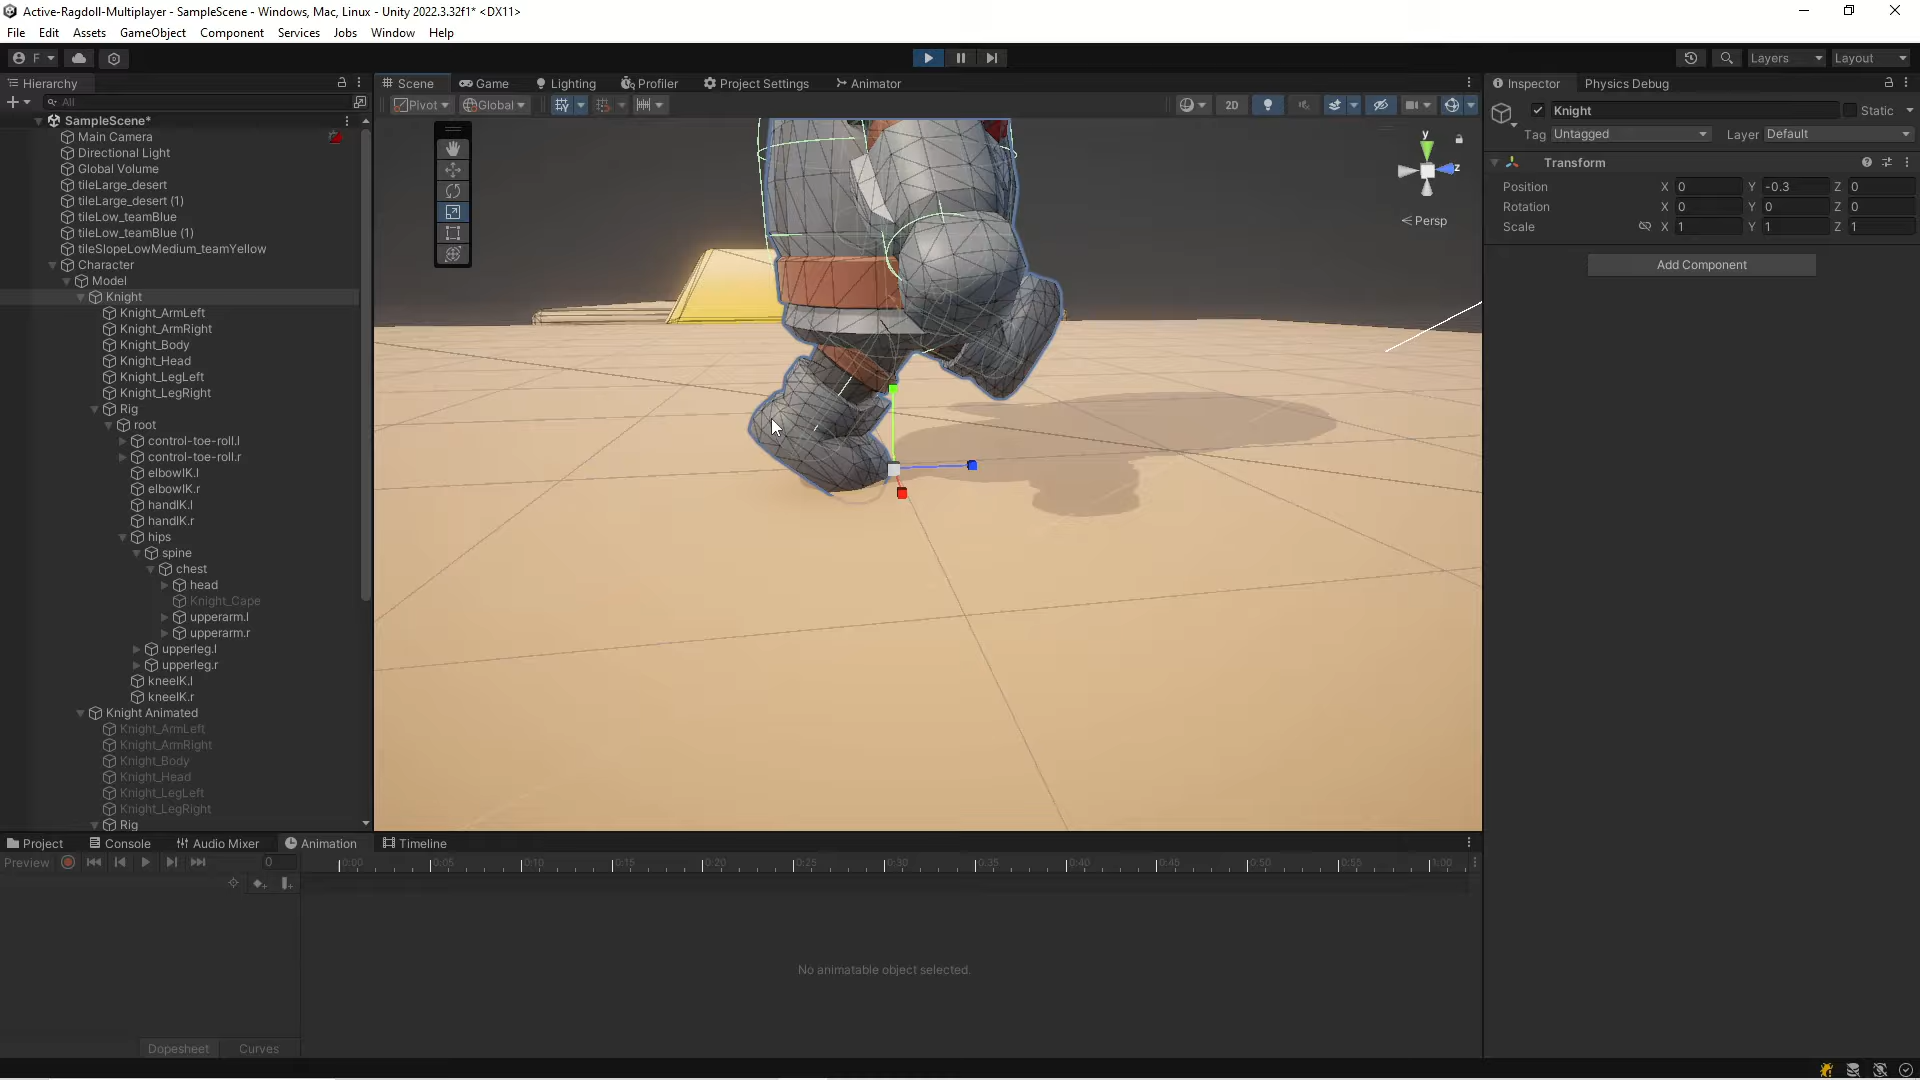 Active-Ragdoll-Multiplayer - SampleScene - Windows, Mac, Linux - Unity 2022.3.32f1* <DX11>
File Edit Assets GameObject Component Services Jobs Window Help
F Layers Layout
Hierarchy
Scene Game Lighting Profiler Project Settings Animator
Inspector Physics Debug
All
Pivot Global 2D
SampleScene*
Main Camera
Directional Light
Global Volume
tileLarge_desert
tileLarge_desert (1)
tileLow_teamBlue
tileLow_teamBlue (1)
tileSlopeLowMedium_teamYellow
Character
Model
Knight
Knight_ArmLeft
Knight_ArmRight
Knight_Body
Knight_Head
Knight_LegLeft
Knight_LegRight
Rig
root
control-toe-roll.l
control-toe-roll.r
elbowIK.l
elbowIK.r
handIK.l
handIK.r
hips
spine
chest
head
Knight_Cape
upperarm.l
upperarm.r
upperleg.l
upperleg.r
kneeIK.l
kneeIK.r
Knight Animated
Knight_ArmLeft
Knight_ArmRight
Knight_Body
Knight_Head
Knight_LegLeft
Knight_LegRight
Rig
y
z
< Persp
Knight Static
Tag Untagged Layer Default
Transform
Position X 0 Y -0.3 Z 0
Rotation X 0 Y 0 Z 0
Scale X 1 Y 1 Z 1
Add Component
Project Console Audio Mixer Animation Timeline
Preview 0 0:00 0:05 0:10 0:15 0:20 0:25 0:30 0:35 0:40 0:45 0:50 0:55 1:00
No animatable object selected.
Dopesheet Curves